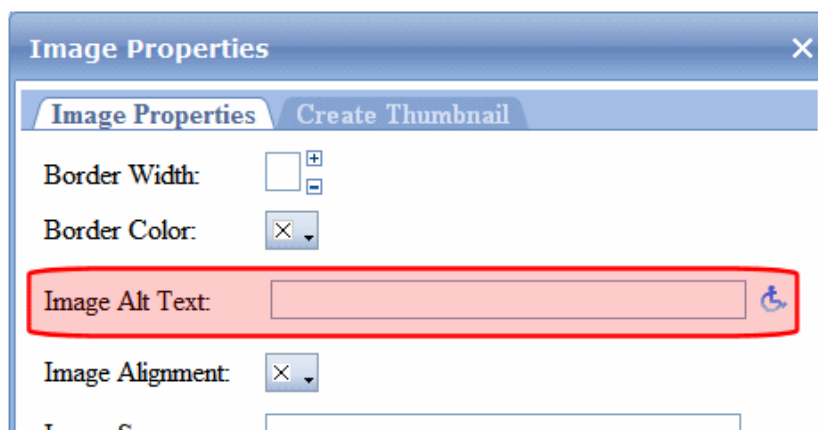 Image Properties
Image Properties Create Thumbnail
Border Width:
Border Color:
Image Alt Text:
Image Alignment: